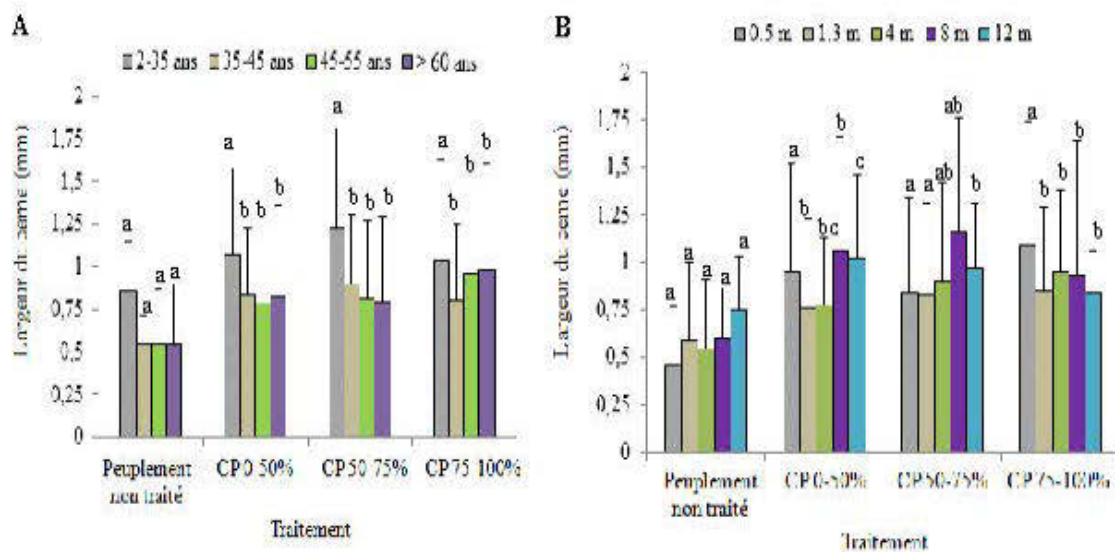 A
2-35 ans 35-45 ans 45-55 ans > 60 ans
Largeur du cerne (mm)
2
1,75
1,5
1,25
1
0,75
0,5
0,25
0
a a a a
a b b b
a b b b
a b b b
Peuplement non traité
CP 0 50%
CP 50 75%
CP 75 100%
Traitement
B
0.5 m 1.3 m 4 m 8 m 12 m
Largeur du cerne (mm)
2
1,75
1,5
1,25
1
0,75
0,5
0,25
0
a a a a a
a b b c b c
a a ab ab b
a b b b b
Peuplement non traité
CP 0-50%
CP 50-75%
CP 75-100%
Traitement